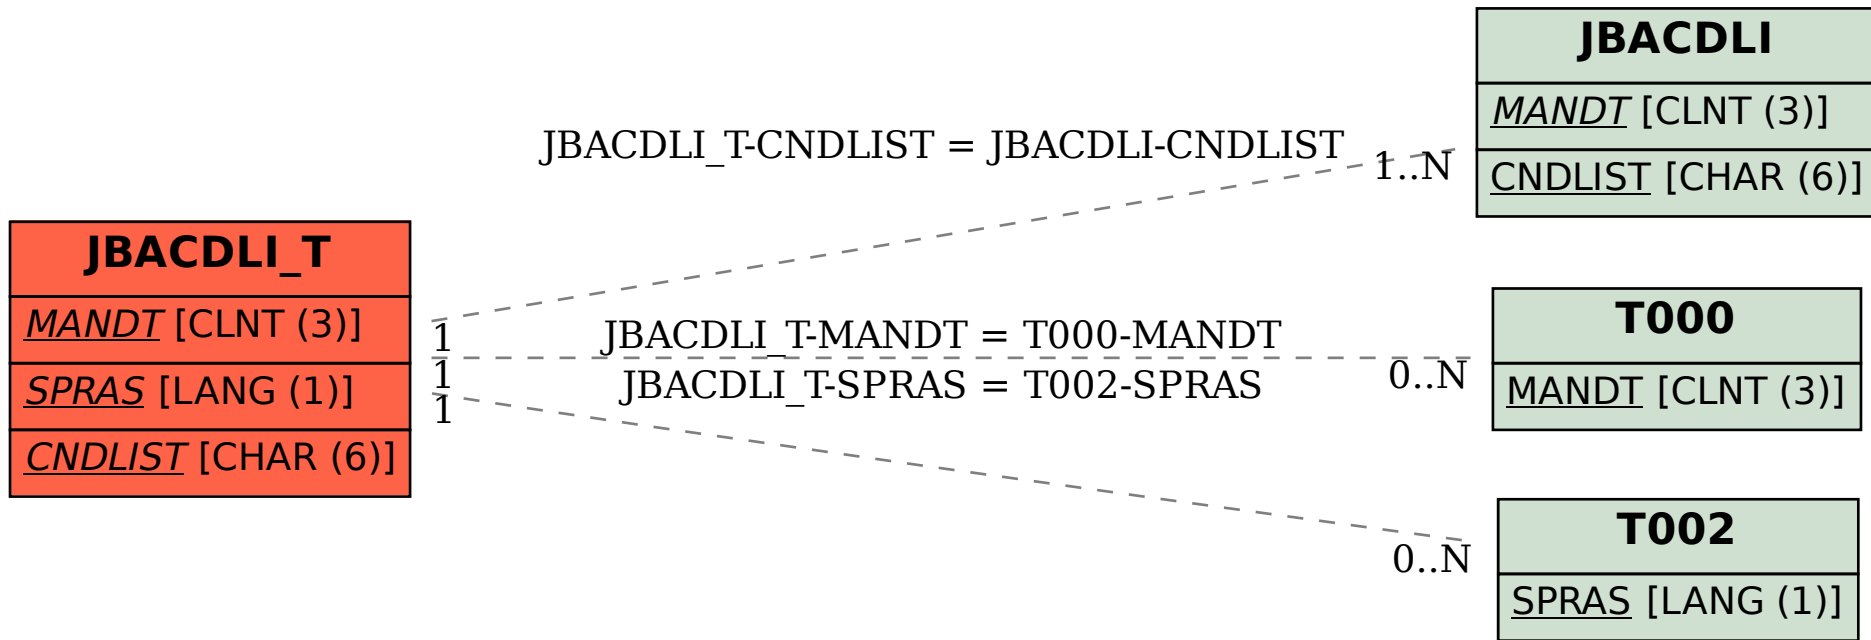 JBACDLI
MANDT [CLNT (3)]
CNDLIST [CHAR (6)]
JBACDLI_T-CNDLIST = JBACDLI-CNDLIST
1..N
JBACDLI_T
MANDT [CLNT (3)]
SPRAS [LANG (1)]
CNDLIST [CHAR (6)]
1
JBACDLI_T-MANDT = T000-MANDT
1
0..N
JBACDLI_T-SPRAS = T002-SPRAS
1
0..N
T000
MANDT [CLNT (3)]
T002
SPRAS [LANG (1)]